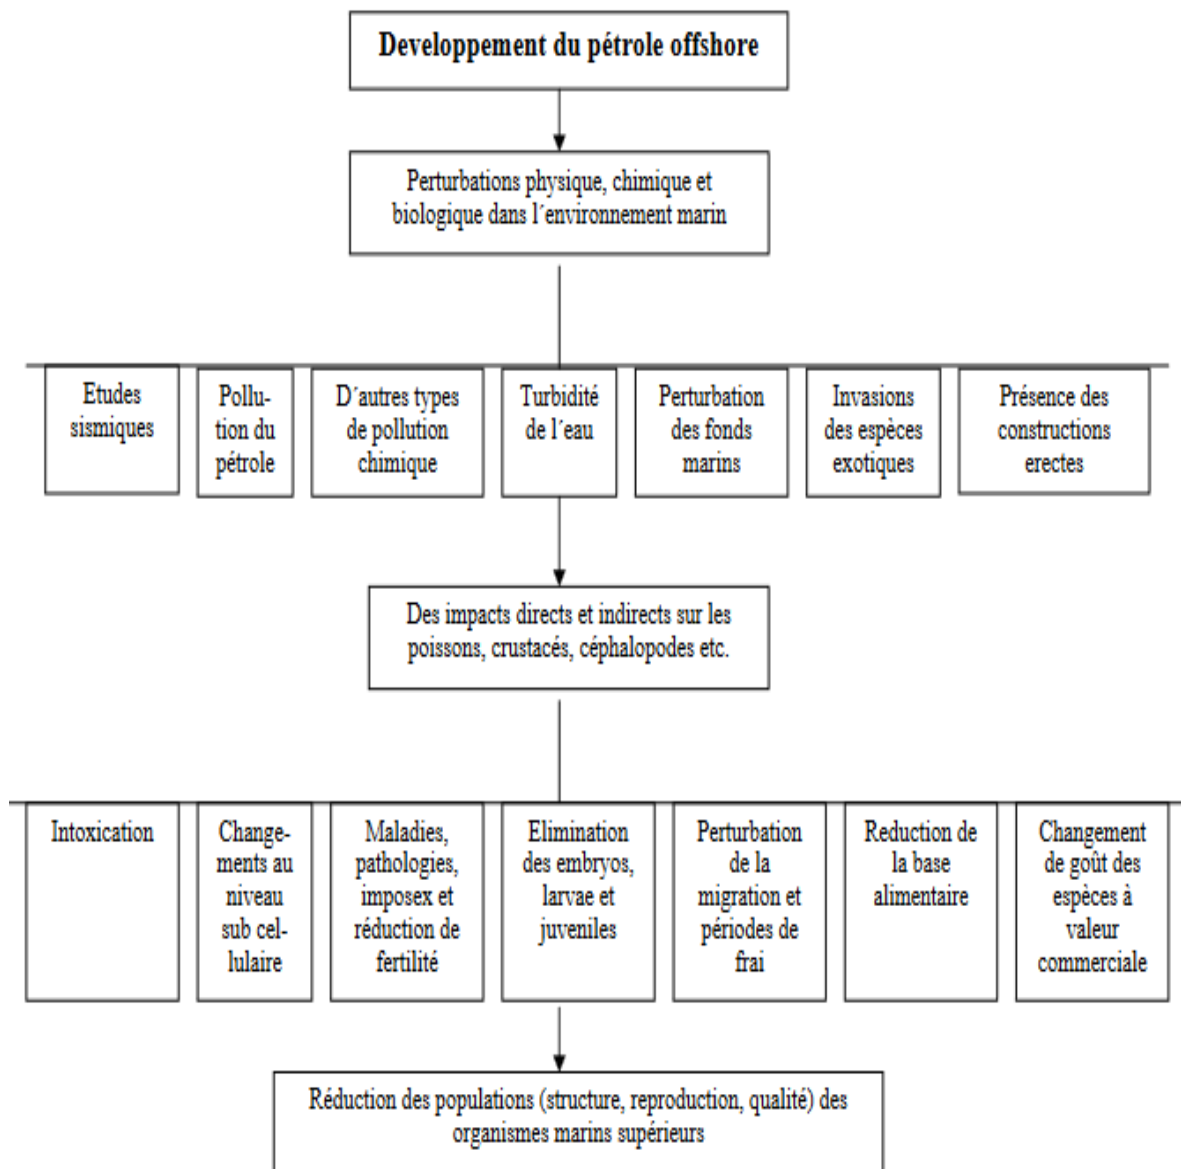 Developpement du pétrole offshore
Perturbations physique, chimique et
biologique dans l´environnement marin
Etudes
sismiques
Pollu-
tion du
pétrole
D´autres types
de pollution
chimique
Turbidité
de l´eau
Perturbation
des fonds
marins
Invasions
des espèces
exotiques
Présence des
constructions
erectes
Des impacts directs et indirects sur les
poissons, crustacés, céphalopodes etc.
Intoxication
Change-
ments au
niveau
sub cel-
lulaire
Maladies,
pathologies,
imposex et
réduction de
fertilité
Elimination
des embryos,
larvae et
juveniles
Perturbation
de la
migration et
périodes de
frai
Reduction de
la base
alimentaire
Changement
de goût des
espèces à
valeur
commerciale
Réduction des populations (structure, reproduction, qualité) des
organismes marins supérieurs